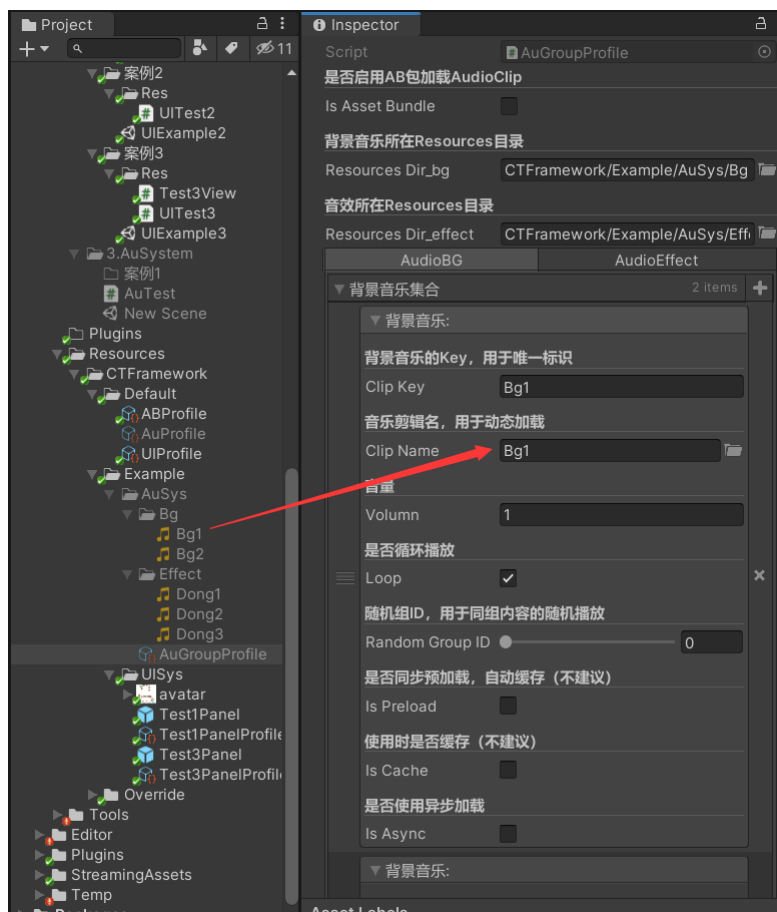 Project
11
案例2
Res
UITest2
UIExample2
案例3
Res
Test3View
UITest3
UIExample3
3.AuSystem
案例1
AuTest
New Scene
Plugins
Resources
CTFramework
Default
ABProfile
AuProfile
UIProfile
Example
AuSys
Bg
Bg1
Bg2
Effect
Dong1
Dong2
Dong3
AuGroupProfile
UISys
avatar
Test1Panel
Test1PanelProfile
Test3Panel
Test3PanelProfil
Override
Tools
Editor
Plugins
StreamingAssets
Temp
Inspector
Script AuGroupProfile
是否启用AB包加载AudioClip
Is Asset Bundle
背景音乐所在Resources目录
Resources Dir_bg CTFramework/Example/AuSys/Bg
音效所在Resources目录
Resources Dir_effect CTFramework/Example/AuSys/Eff
AudioBG AudioEffect
背景音乐集合 2 items
背景音乐:
背景音乐的Key，用于唯一标识
Clip Key Bg1
音乐剪辑名，用于动态加载
Clip Name Bg1
音量
Volumn 1
是否循环播放
Loop
随机组ID，用于同组内容的随机播放
Random Group ID 0
是否同步预加载，自动缓存（不建议）
Is Preload
使用时是否缓存（不建议）
Is Cache
是否使用异步加载
Is Async
背景音乐: